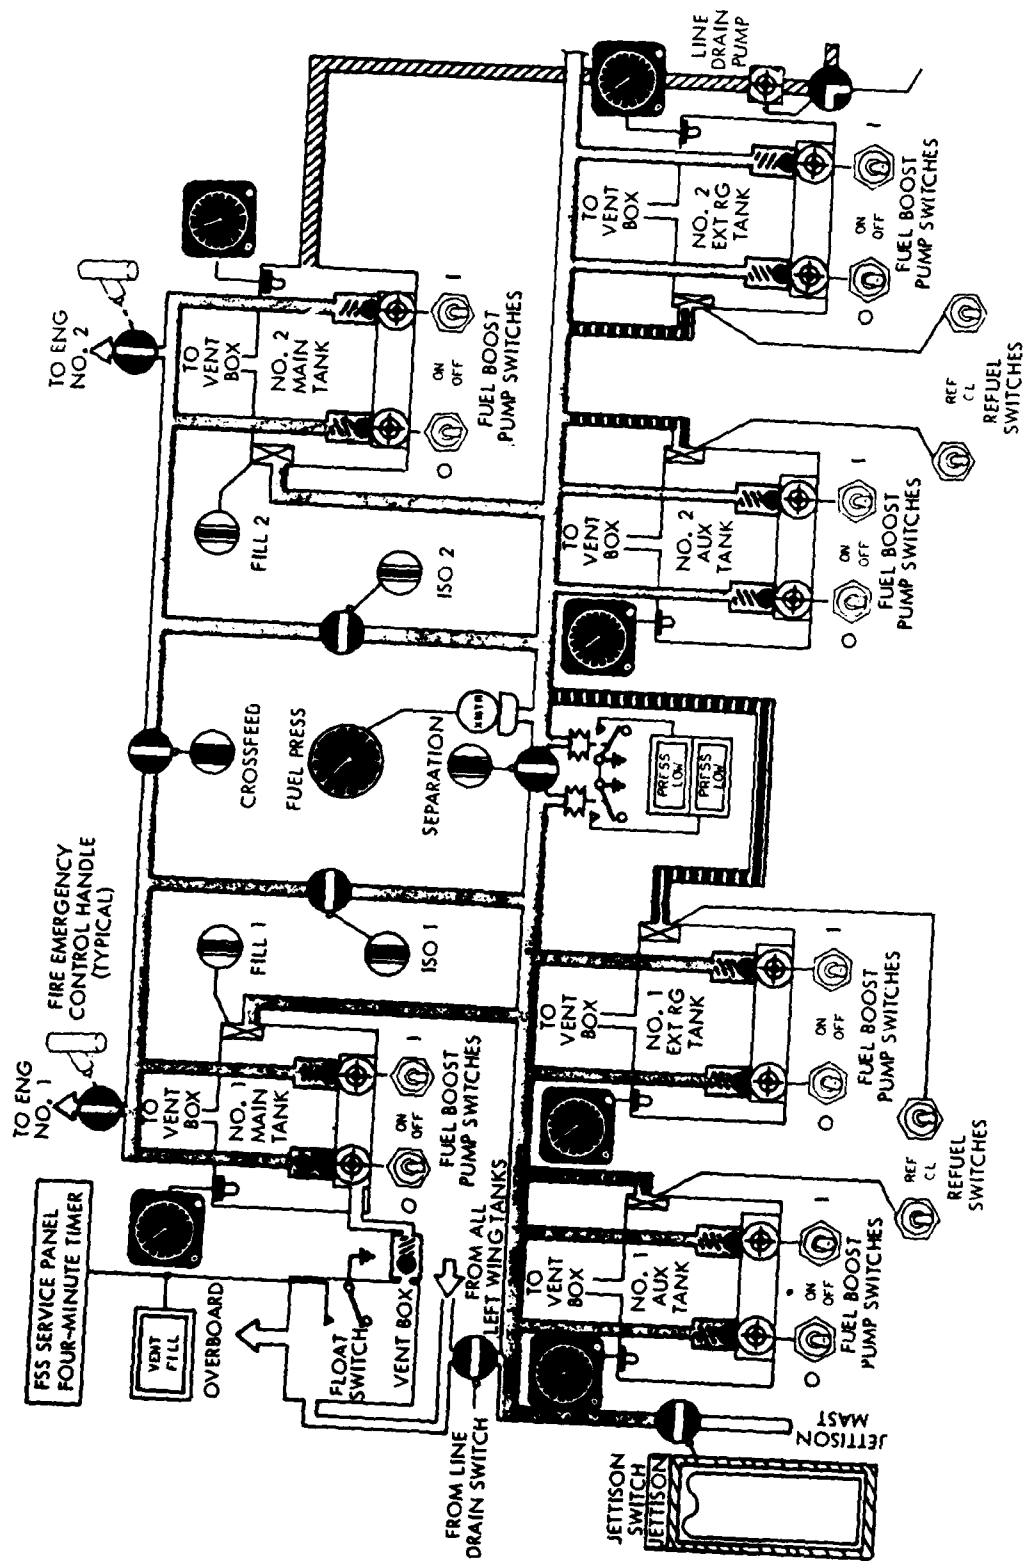 FSS SERVICE PANEL
FOUR-MINUTE TIMER
VENT
FILL
OVERBOARD
FLOAT
SWITCH
VENT BOX
FROM LINE
DRAIN SWITCH
FROM ALL
LEFT WING TANKS
JETTISON
SWITCH
JETTISON
JETTISON
MAST
TO ENG
NO. 1
FIRE EMERGENCY
CONTROL HANDLE
(TYPICAL)
TO
VENT
BOX
NO. 1
MAIN
TANK
FILL 1
ON
OFF
FUEL BOOST
PUMP SWITCHES
ISO 1
CROSSFEED
FUEL PRESS
XMTR
SEPARATION
PRESS
LOW
PRESS
LOW
ISO 2
FILL 2
TO ENG
NO. 2
TO
VENT
BOX
NO. 2
MAIN
TANK
ON
OFF
FUEL BOOST
PUMP SWITCHES
LINE
DRAIN
PUMP
TO
VENT
BOX
NO. 1
AUX
TANK
ON
OFF
FUEL BOOST
PUMP SWITCHES
TO
VENT
BOX
NO. 1
EXT RG
TANK
ON
OFF
FUEL BOOST
PUMP SWITCHES
REF
CL
REFUEL
SWITCHES
TO
VENT
BOX
NO. 2
AUX
TANK
ON
OFF
FUEL BOOST
PUMP SWITCHES
TO
VENT
BOX
NO. 2
EXT RG
TANK
ON
OFF
FUEL BOOST
PUMP SWITCHES
REF
CL
REFUEL
SWITCHES